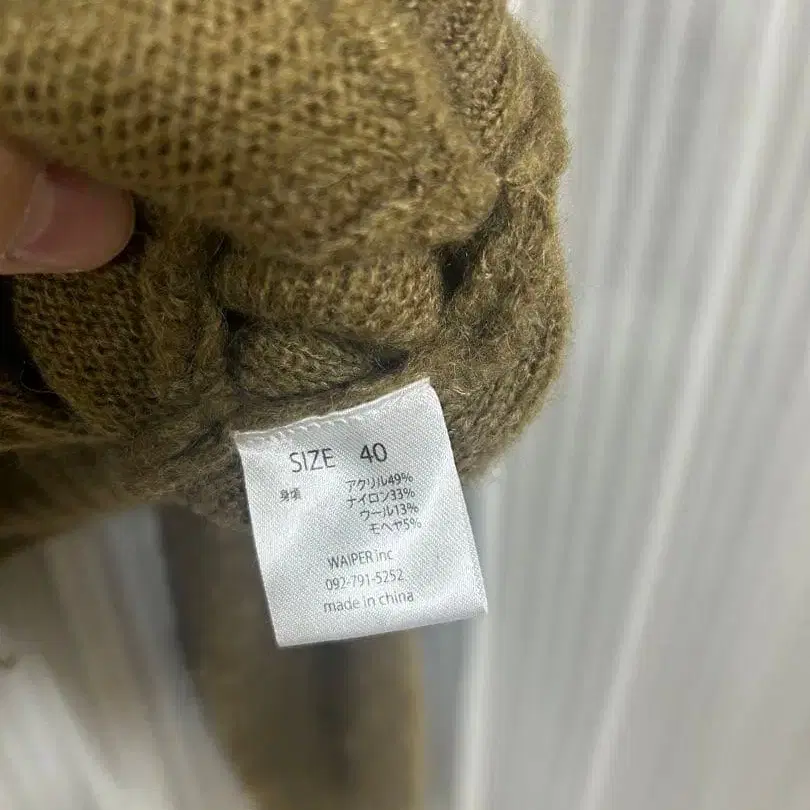 SIZE 40
身頃 アクリル49%
ナイロン33%
ウール13%
モヘヤ5%
WAIPER inc
092-791-5252
made in china